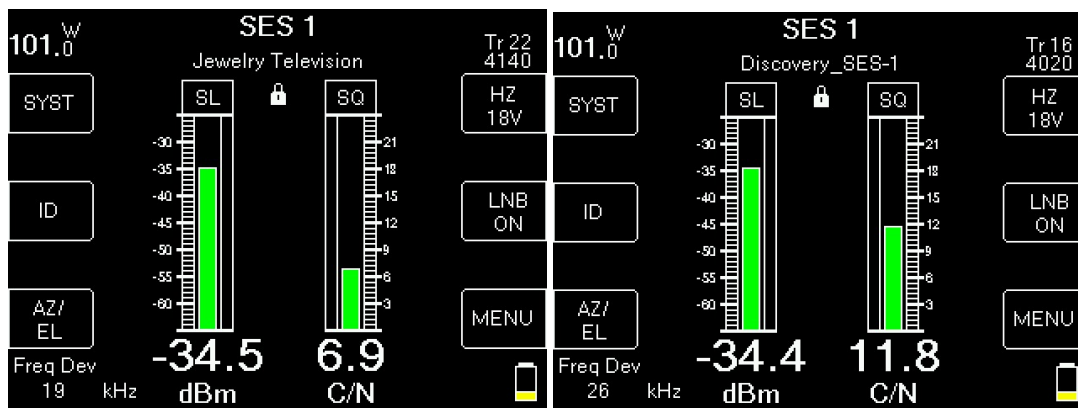 SES 1
101.0 W
Jewelry Television
Tr 22
4140
SYST
SL
SQ
HZ
18V
-30
21
-35
18
-40
15
ID
LNB
ON
-45
12
-50
9
-55
6
AZ/
EL
-60
3
MENU
-34.5
6.9
Freq Dev
19 kHz
dBm
C/N
SES 1
101.0 W
Discovery_SES-1
Tr 16
4020
SYST
SL
SQ
HZ
18V
-30
21
-35
18
-40
15
ID
LNB
ON
-45
12
-50
9
-55
6
AZ/
EL
-60
3
MENU
-34.4
11.8
Freq Dev
26 kHz
dBm
C/N